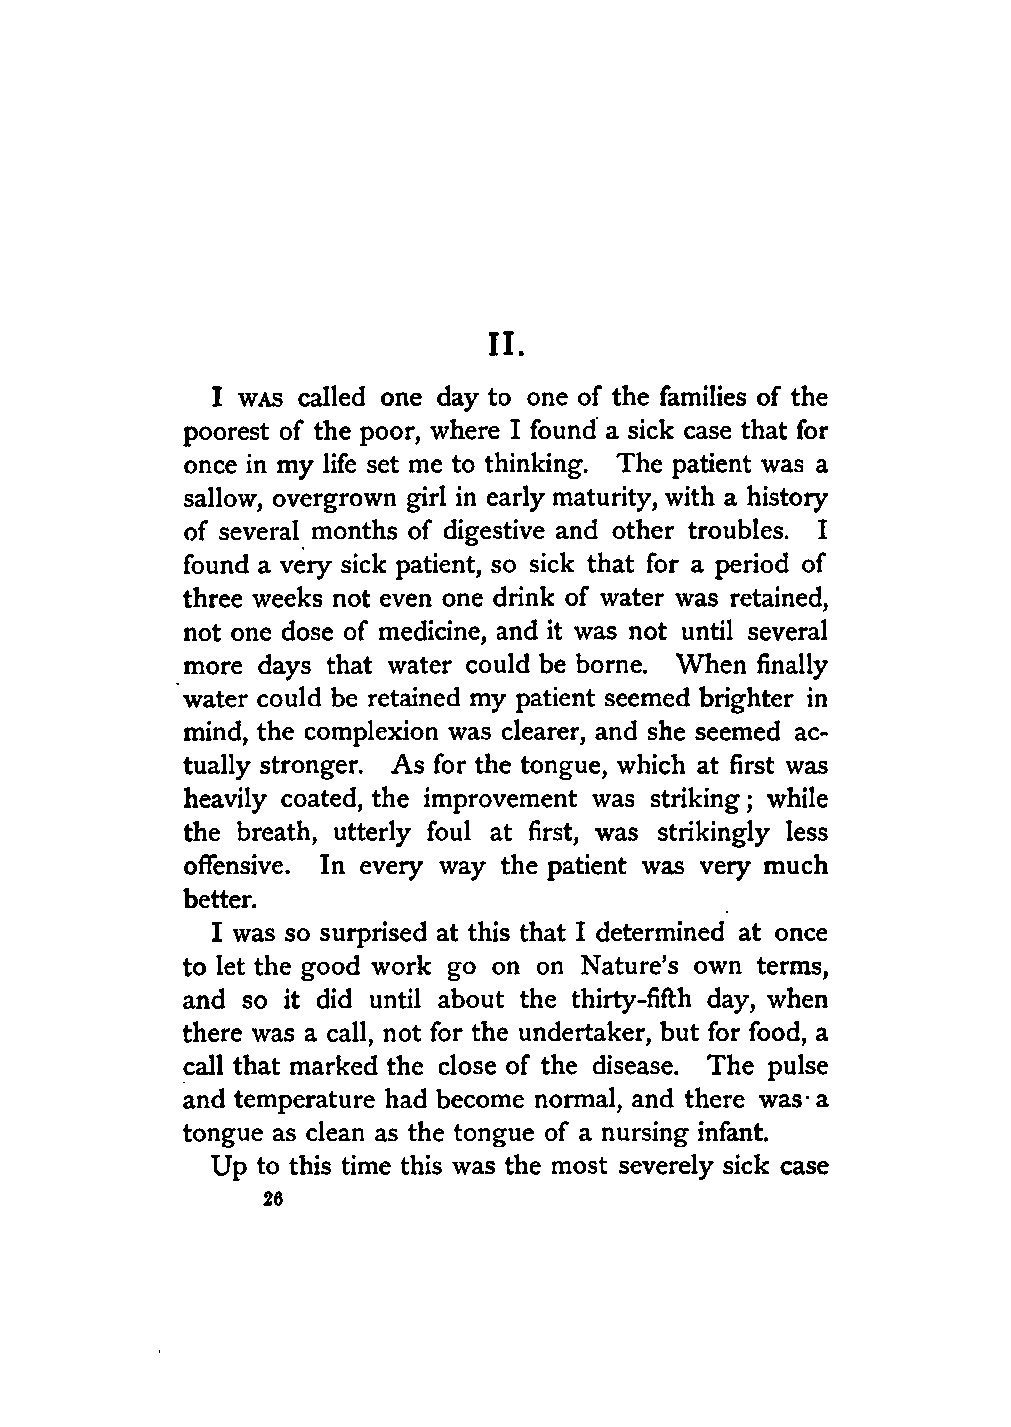 II.
I WAS called one day to one of the families of the
poorest of the poor, where I found a sick case that for
once in my life set me to thinking. The patient was a
sallow, overgrown girl in early maturity, with a history
of several months of digestive and other troubles. I
found a very sick patient, so sick that for a period of
three weeks not even one drink of water was retained,
not one dose of medicine, and it was not until several
more days that water could be borne. When finally
water could be retained my patient seemed brighter in
mind, the complexion was clearer, and she seemed ac-
tually stronger. As for the tongue, which at first was
heavily coated, the improvement was striking; while
the breath, utterly foul at first, was strikingly less
offensive. In every way the patient was very much
better.
I was so surprised at this that I determined at once
to let the good work go on on Nature's own terms,
and so it did until about the thirty-fifth day, when
there was a call, not for the undertaker, but for food, a
call that marked the close of the disease. The pulse
and temperature had become normal, and there was a
tongue as clean as the tongue of a nursing infant.
Up to this time this was the most severely sick case
26